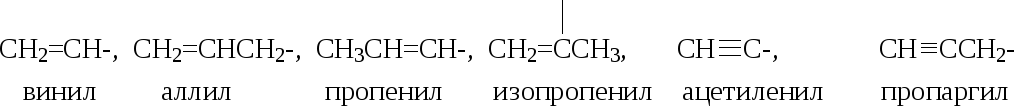 CH2=CH-, CH2=CHCH2-, CH3CH=CH-, CH2=CCH3, CH≡C-, CH≡CCH2-
винил аллил пропенил изопропенил ацетиленил пропаргил